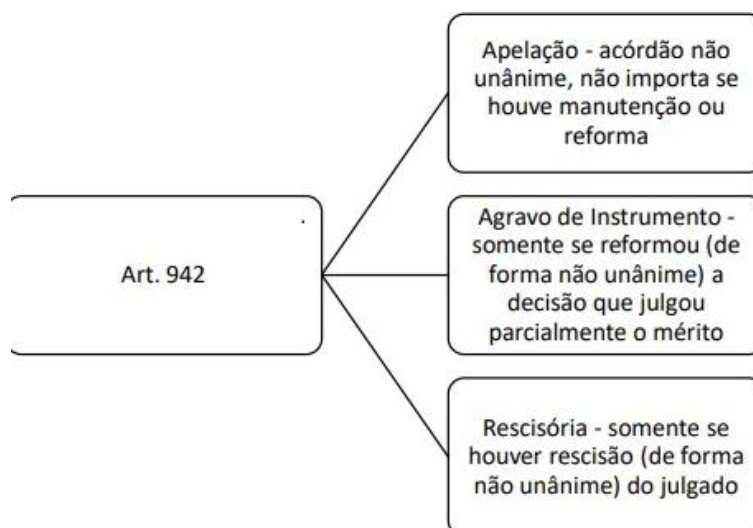 Art. 942
Apelação - acórdão não
unânime, não importa se
houve manutenção ou
reforma
Agravo de Instrumento -
somente se reformou (de
forma não unânime) a
decisão que julgou
parcialmente o mérito
Rescisória - somente se
houver rescisão (de forma
não unânime) do julgado